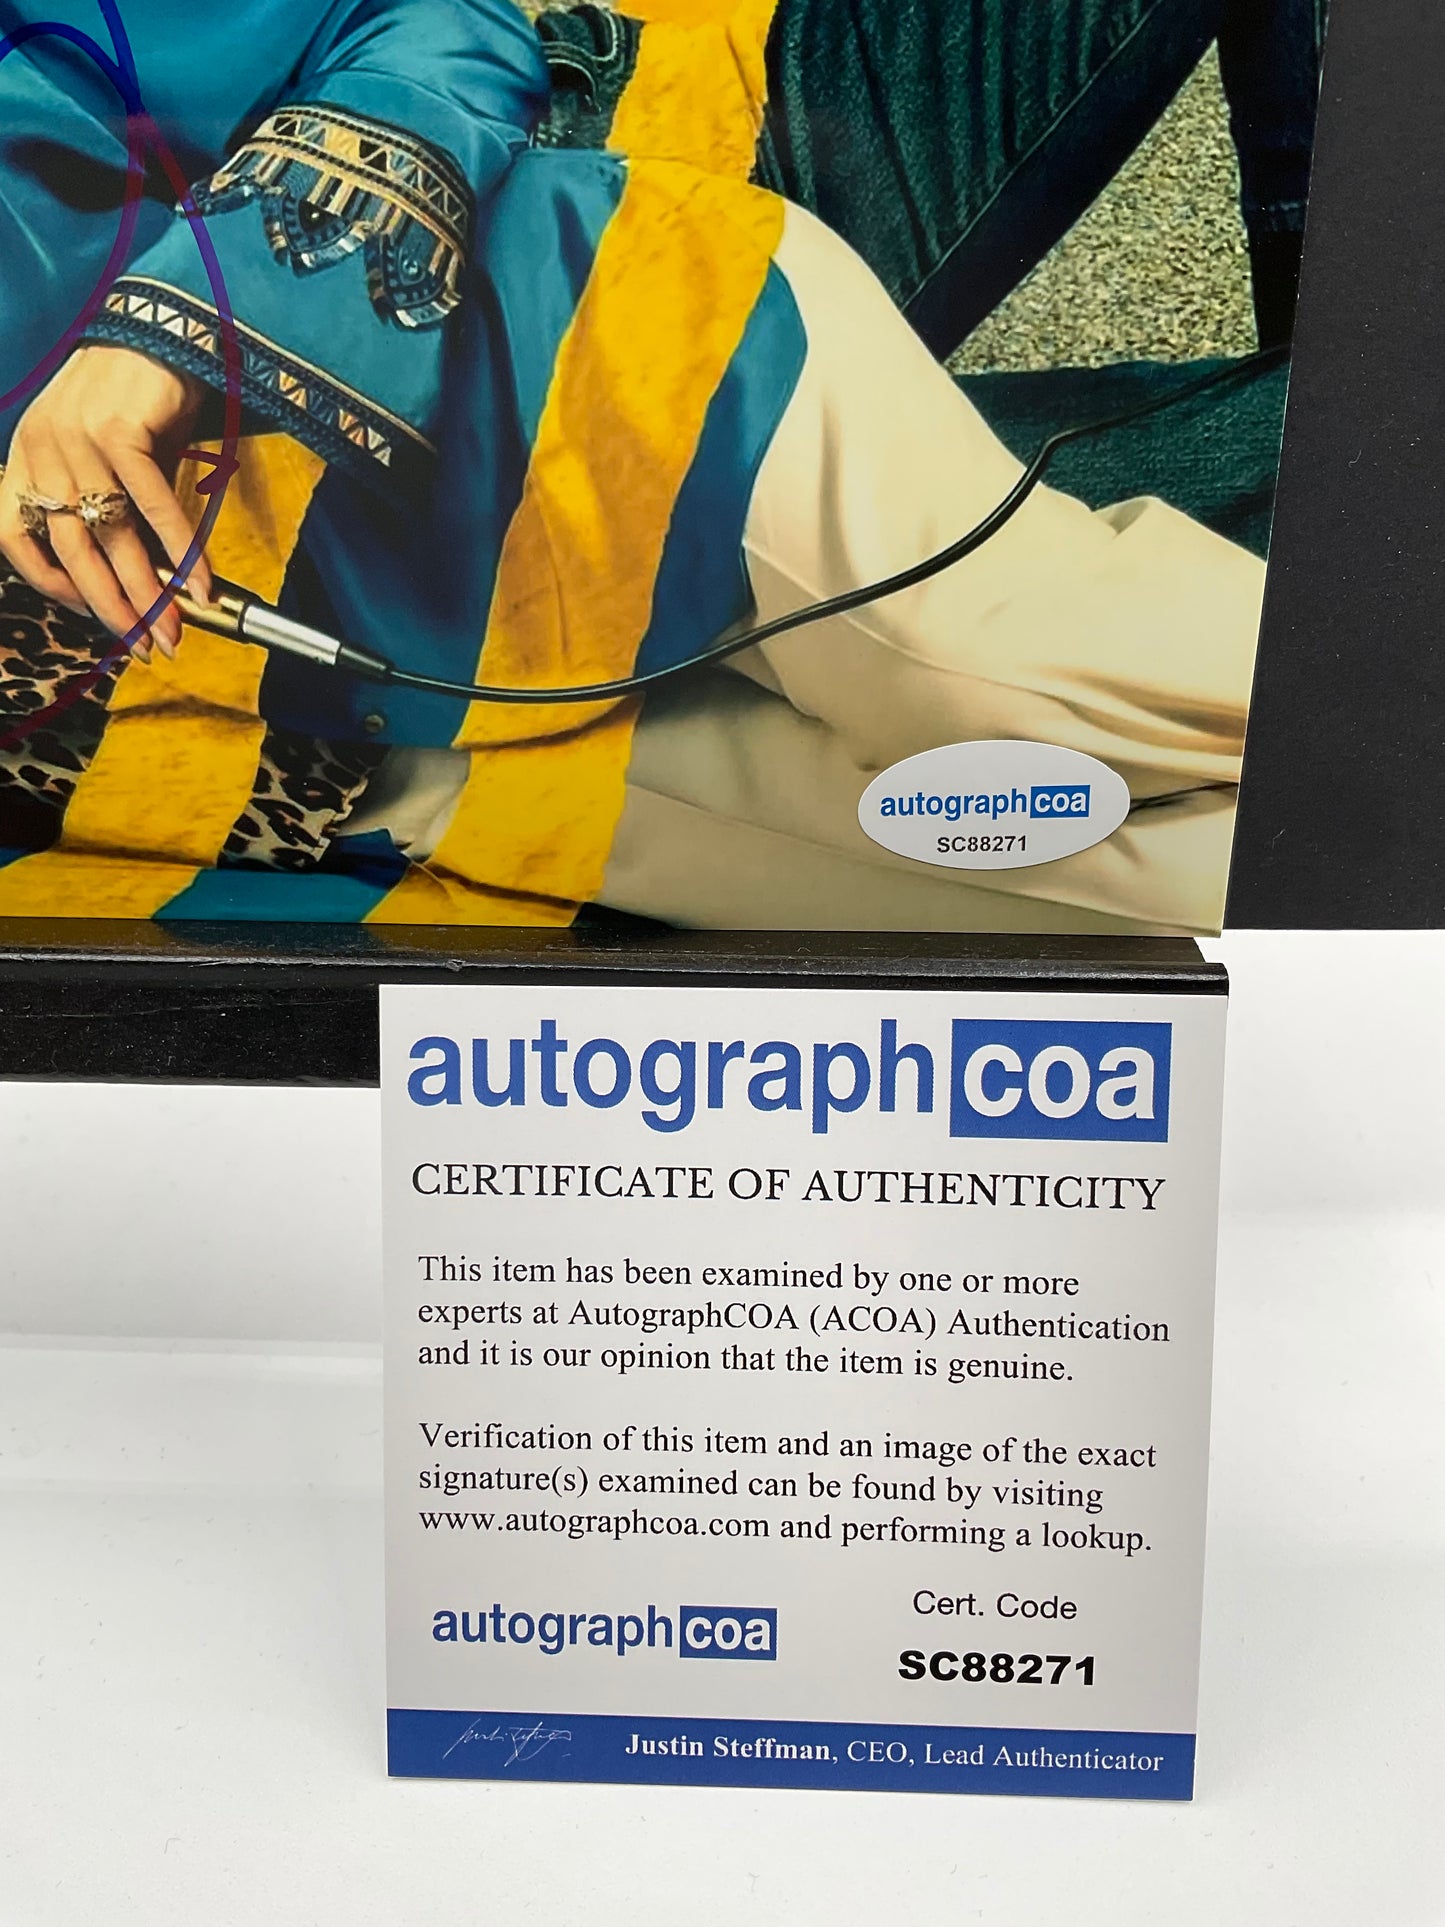 autographcoa
SC88271
autographcoa
CERTIFICATE OF AUTHENTICITY
This item has been examined by one or more
experts at AutographCOA (ACOA) Authentication
and it is our opinion that the item is genuine.
Verification of this item and an image of the exact
signature(s) examined can be found by visiting
www.autographcoa.com and performing a lookup.
autographcoa
Cert. Code
SC88271
Justin Steffman, CEO, Lead Authenticator